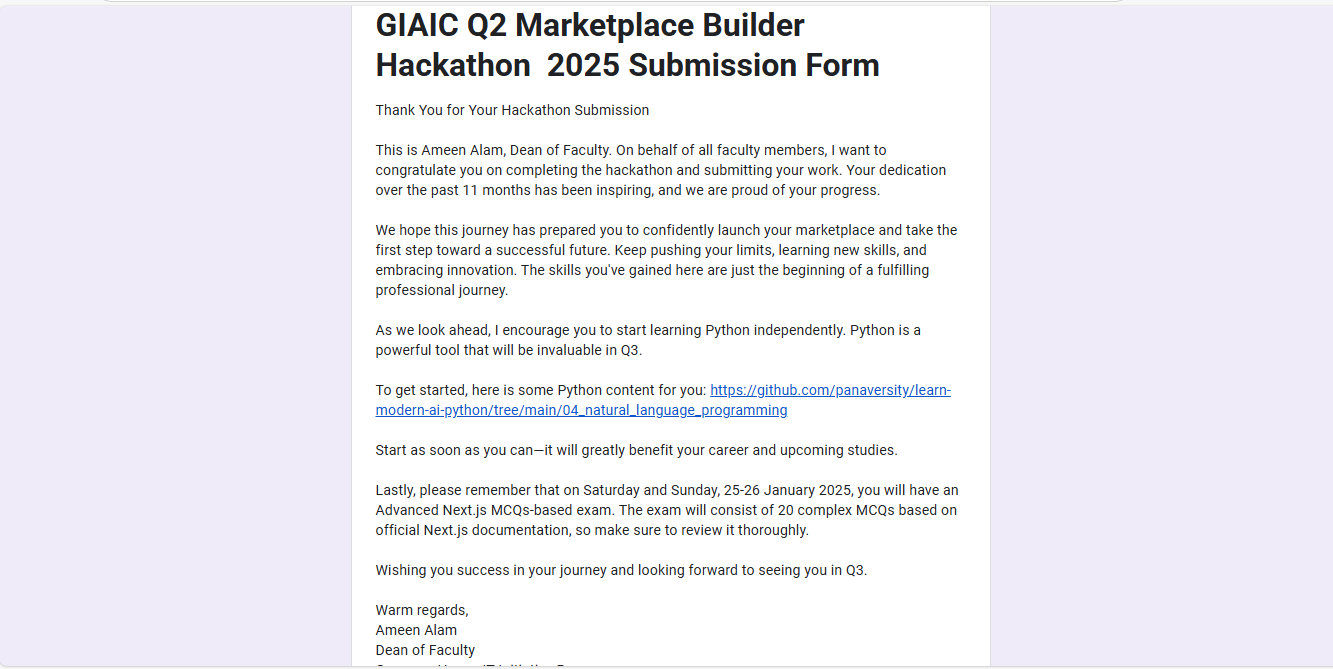 GIAIC Q2 Marketplace Builder
Hackathon  2025 Submission Form
Thank You for Your Hackathon Submission
This is Ameen Alam, Dean of Faculty. On behalf of all faculty members, I want to
congratulate you on completing the hackathon and submitting your work. Your dedication
over the past 11 months has been inspiring, and we are proud of your progress.
We hope this journey has prepared you to confidently launch your marketplace and take the
first step toward a successful future. Keep pushing your limits, learning new skills, and
embracing innovation. The skills you've gained here are just the beginning of a fulfilling
professional journey.
As we look ahead, I encourage you to start learning Python independently. Python is a
powerful tool that will be invaluable in Q3.
To get started, here is some Python content for you: https://github.com/panaversity/learn-
modern-ai-python/tree/main/04_natural_language_programming
Start as soon as you can—it will greatly benefit your career and upcoming studies.
Lastly, please remember that on Saturday and Sunday, 25-26 January 2025, you will have an
Advanced Next.js MCQs-based exam. The exam will consist of 20 complex MCQs based on
official Next.js documentation, so make sure to review it thoroughly.
Wishing you success in your journey and looking forward to seeing you in Q3.
Warm regards,
Ameen Alam
Dean of Faculty